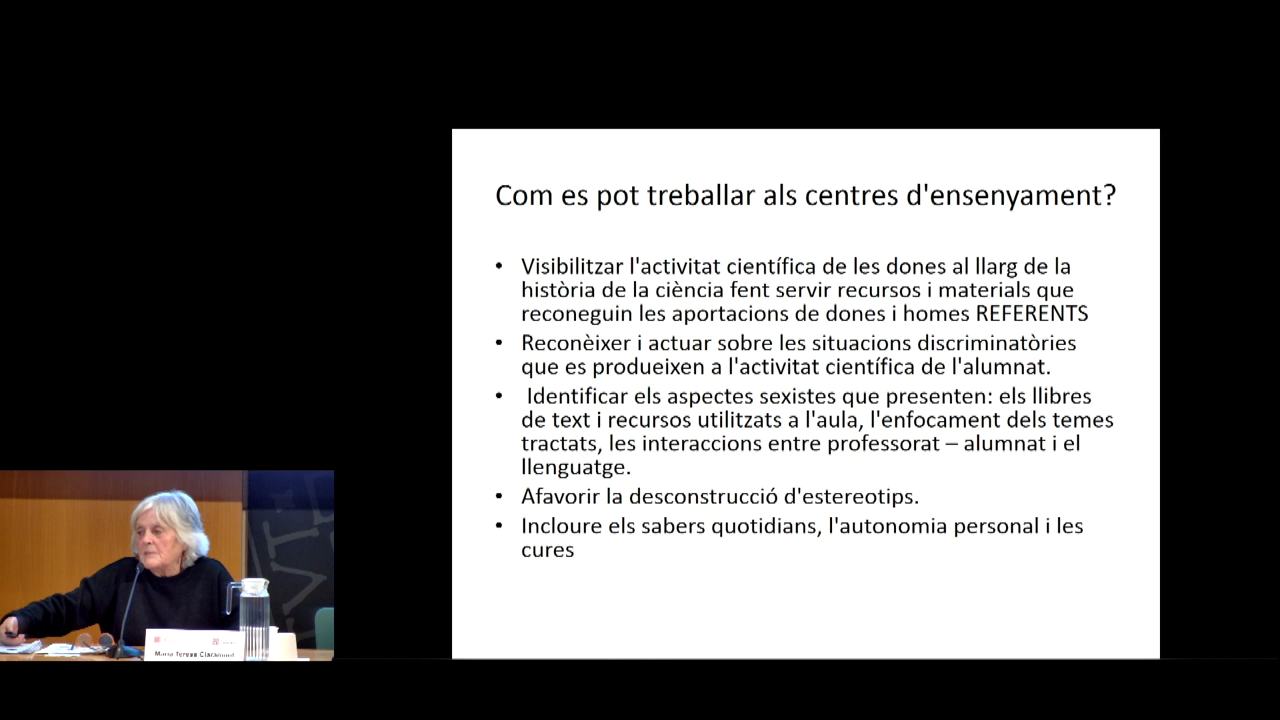 Com es pot treballar als centres d'ensenyament?
• Visibilitzar l'activitat científica de les dones al llarg de la
història de la ciència fent servir recursos i materials que
reconeguin les aportacions de dones i homes REFERENTS
• Reconèixer i actuar sobre les situacions discriminatòries
que es produeixen a l'activitat científica de l'alumnat.
• Identificar els aspectes sexistes que presenten: els llibres
de text i recursos utilitzats a l'aula, l'enfocament dels temes
tractats, les interaccions entre professorat – alumnat i el
llenguatge.
• Afavorir la desconstrucció d'estereotips.
• Incloure els sabers quotidians, l'autonomia personal i les
cures
Maria Teresa